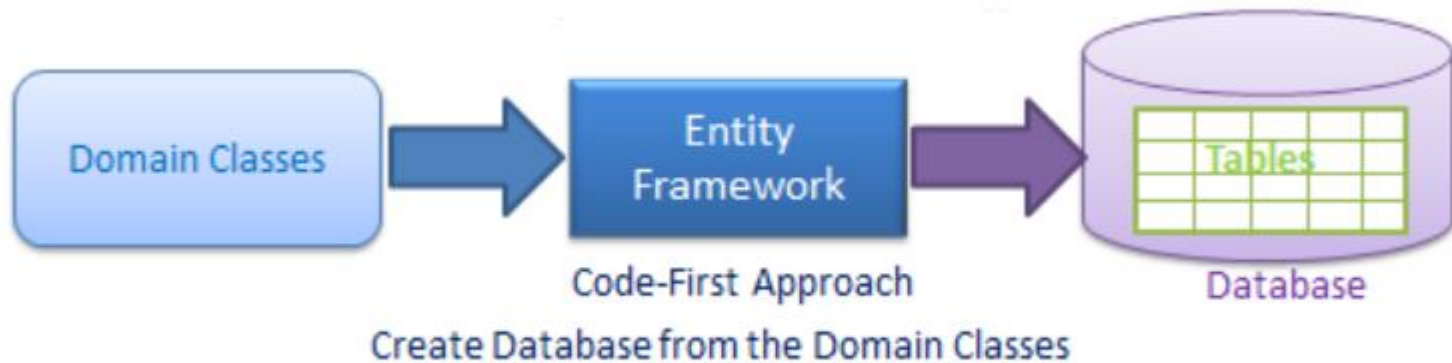 Domain Classes
Entity
Framework
Tables
Code-First Approach
Database
Create Database from the Domain Classes